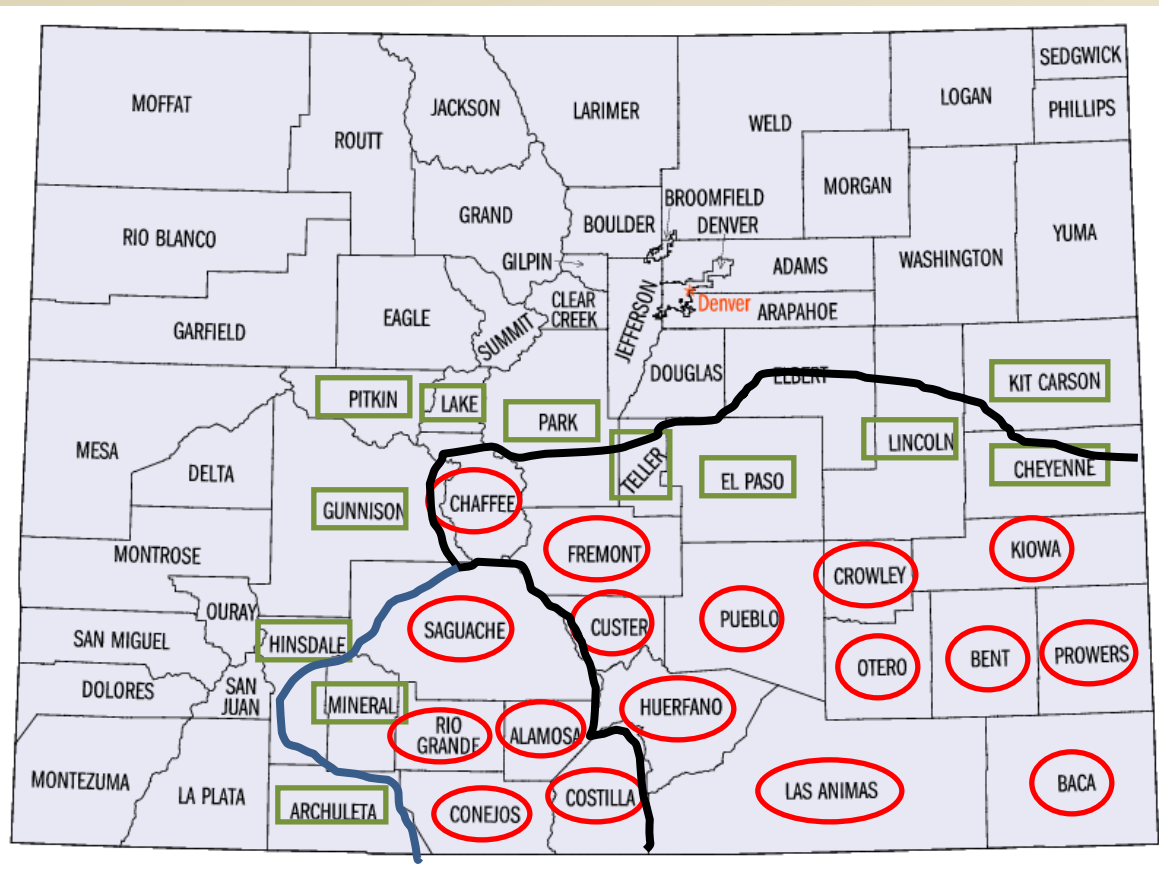 SEDGWICK
MOFFAT
JACKSON
LARIMER
LOGAN
PHILLIPS
WELD
ROUTT
MORGAN
BROOMFIELD
GRAND
BOULDER
DENVER
RIO BLANCO
YUMA
GILPIN
ADAMS
WASHINGTON
CLEAR
CREEK
Denver
ARAPAHOE
JEFFERSON
EAGLE
SUMMIT
GARFIELD
DOUGLAS
ELBERT
KIT CARSON
PITKIN
LAKE
PARK
LINCOLN
MESA
DELTA
TELLER
EL PASO
CHEYENNE
GUNNISON
CHAFFEE
MONTROSE
FREMONT
KIOWA
CROWLEY
OURAY
SAN MIGUEL
HINSDALE
SAGUACHE
CUSTER
PUEBLO
OTERO
BENT
PROWERS
DOLORES
SAN
JUAN
MINERAL
RIO
GRANDE
ALAMOSA
HUERFANO
MONTEZUMA
LA PLATA
ARCHULETA
CONEJOS
COSTILLA
LAS ANIMAS
BACA